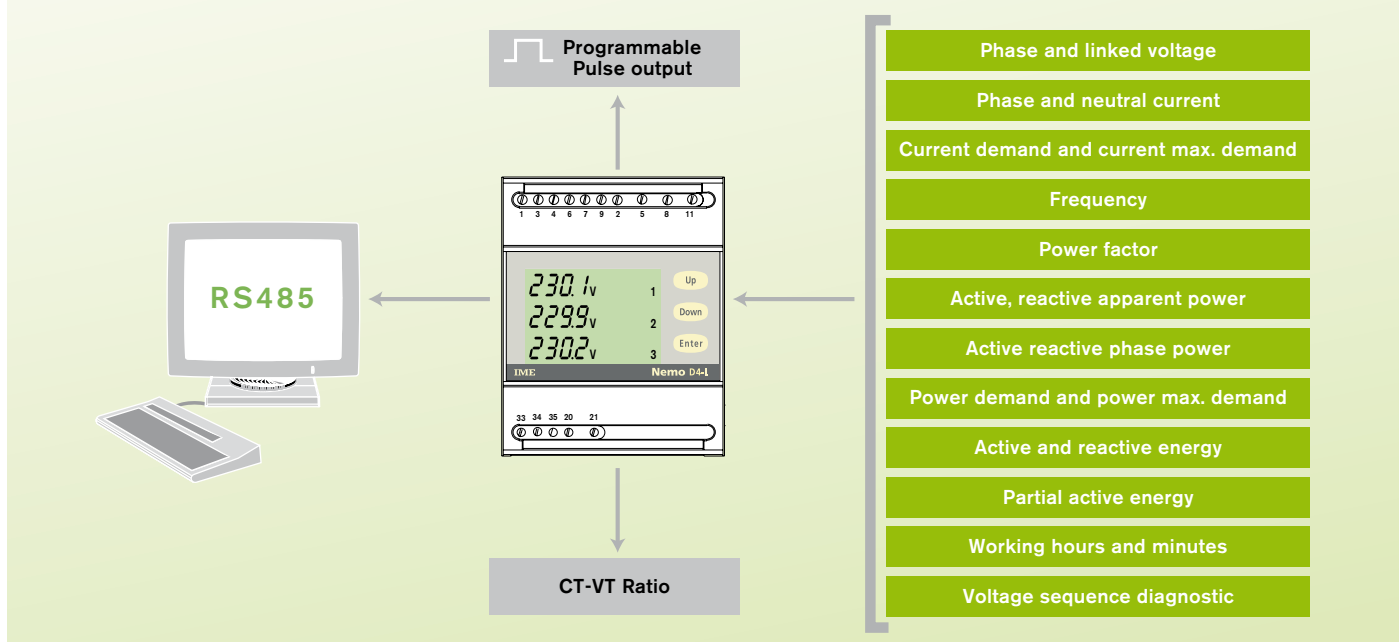 Programmable
Pulse output
Phase and linked voltage
Phase and neutral current
Current demand and current max. demand
Frequency
Power factor
Active, reactive apparent power
Active reactive phase power
Power demand and power max. demand
Active and reactive energy
Partial active energy
Working hours and minutes
Voltage sequence diagnostic
RS485
1 3 4 6 7 9 2 5 8 11
230.1v 1 Up
229.9v 2 Down
230.2v 3 Enter
IME Nemo D4-L
33 34 35 20 21
CT-VT Ratio